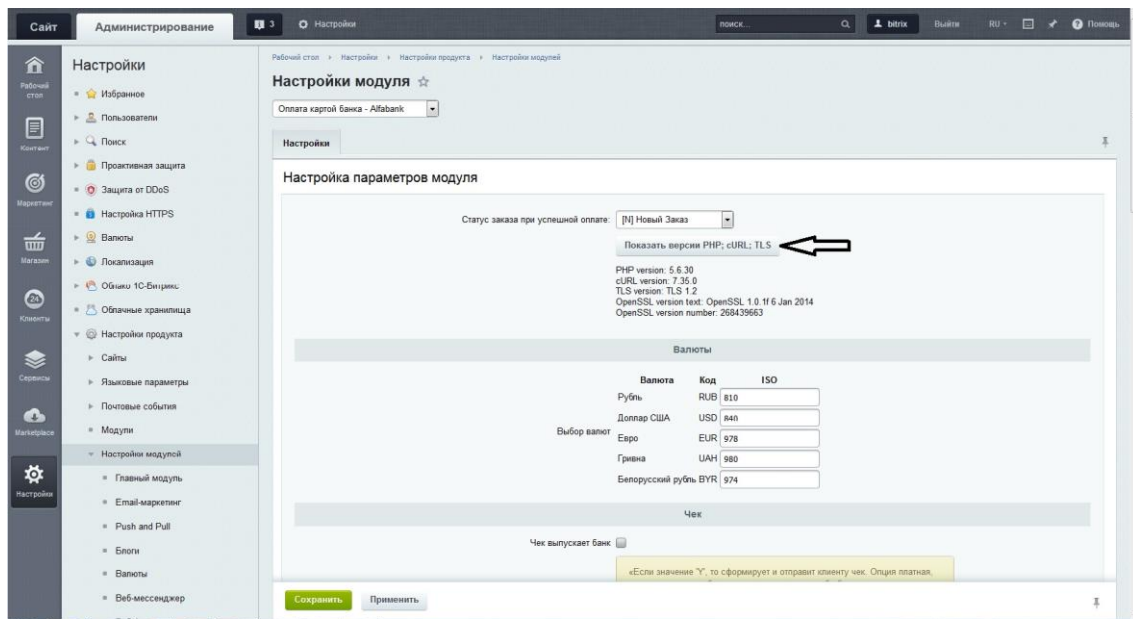 Сайт
Администрирование
3
Настройки
поиск...
bitrix
Выйти
RU
Помощь
Рабочий стол
Контент
Маркетинг
Магазин
24
Клиенты
Сервисы
Marketplace
Настройки
Настройки
Избранное
Пользователи
Поиск
Проактивная защита
Защита от DDoS
Настройка HTTPS
Валюты
Локализация
Облако 1С-Битрикс
Облачные хранилища
Настройки продукта
Сайты
Языковые параметры
Почтовые события
Модули
Настройки модулей
Главный модуль
Email-маркетинг
Push and Pull
Блоги
Валюты
Веб-мессенджер
Рабочий стол Настройки Настройки продукта Настройки модулей
Настройки модуля
Оплата картой банка - Alfabank
Настройки
Настройка параметров модуля
Статус заказа при успешной оплате: [N] Новый Заказ
Показать версии PHP; cURL; TLS
PHP version: 5.6.30
cURL version: 7.35.0
TLS version: TLS 1.2
OpenSSL version text: OpenSSL 1.0.1f 6 Jan 2014
OpenSSL version number: 268439663
Валюты
Валюта Код ISO
Рубль RUB 810
Доллар США USD 840
Выбор валют
Евро EUR 978
Гривна UAH 980
Белорусский рубль BYR 974
Чек
Чек выпускает банк
«Если значение "Y", то сформирует и отправит клиенту чек. Опция платная,
Сохранить Применить